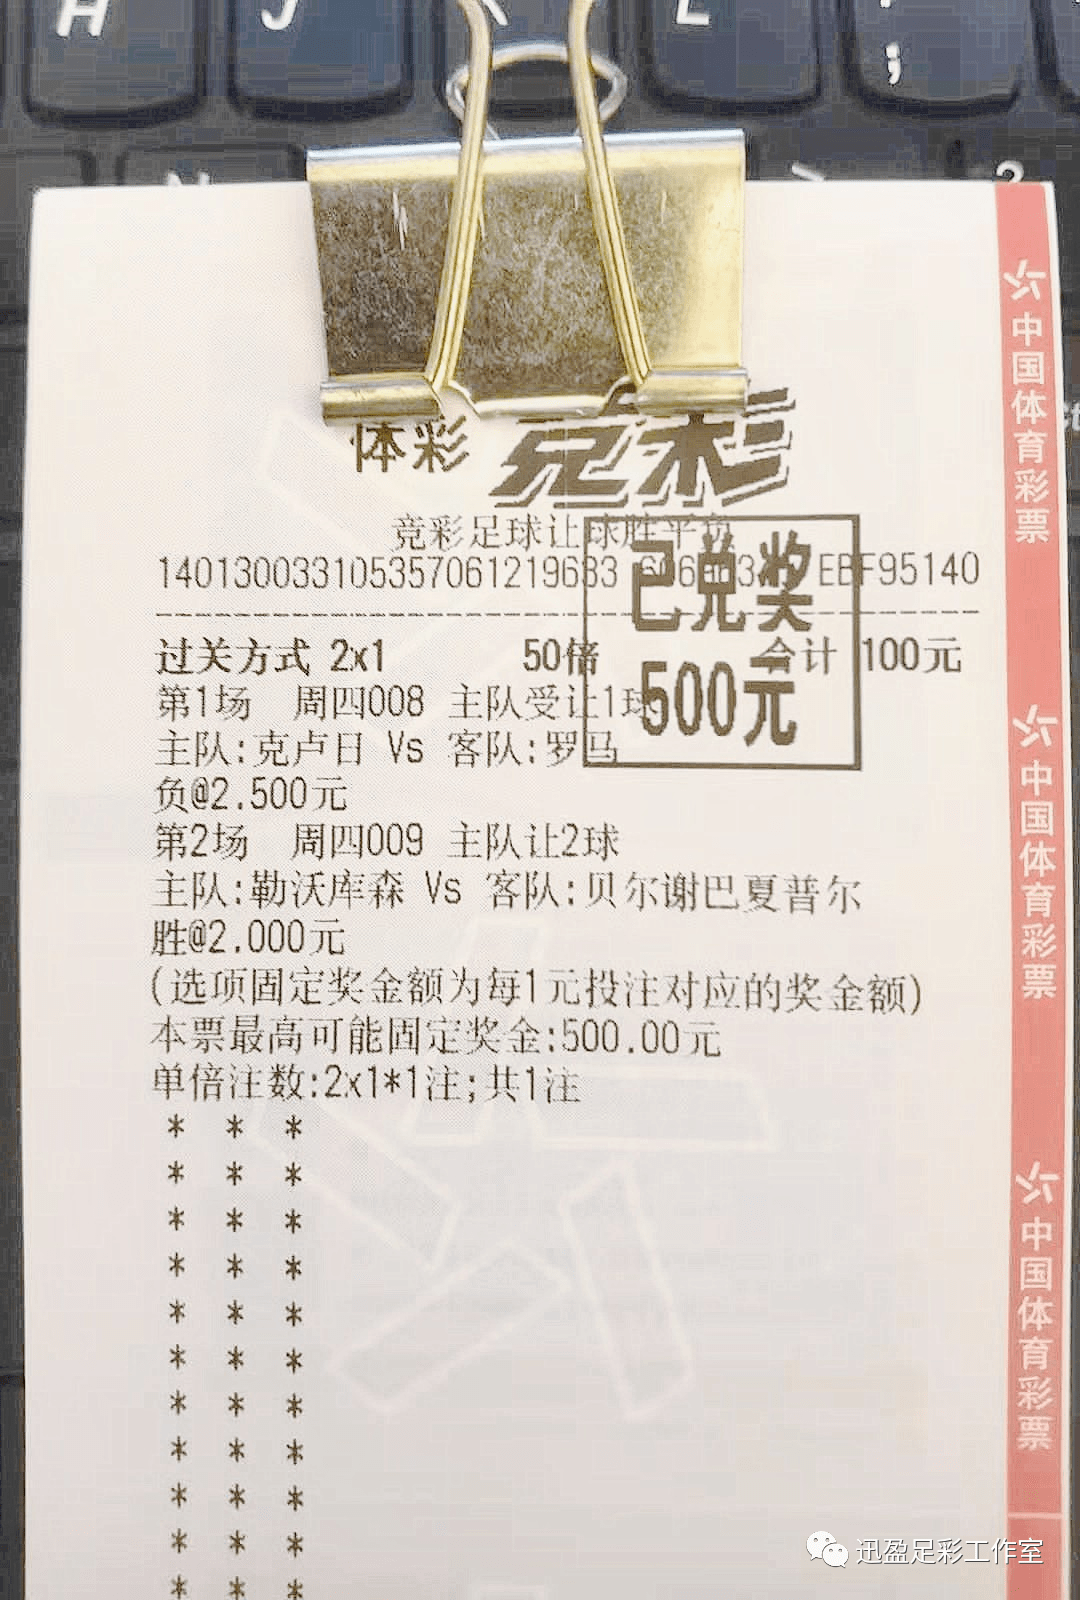 体彩 竞彩
竞彩足球让球胜平负
140130033105357061219683 EBF95140
已兑奖
500元
过关方式 2x1 50倍 合计 100元
第1场 周四008 主队受让1球
主队:克卢日 Vs 客队:罗马
负@2.500元
第2场 周四009 主队让2球
主队:勒沃库森 Vs 客队:贝尔谢巴夏普尔
胜@2.000元
(选项固定奖金额为每1元投注对应的奖金额)
本票最高可能固定奖金:500.00元
单倍注数:2x1*1注;共1注
* * *
* * *
* * *
* * *
* * *
* * *
* * *
* * *
* * *
* * *
* * *
中国体育彩票
中国体育彩票
中国体育彩票
迅盈足彩工作室